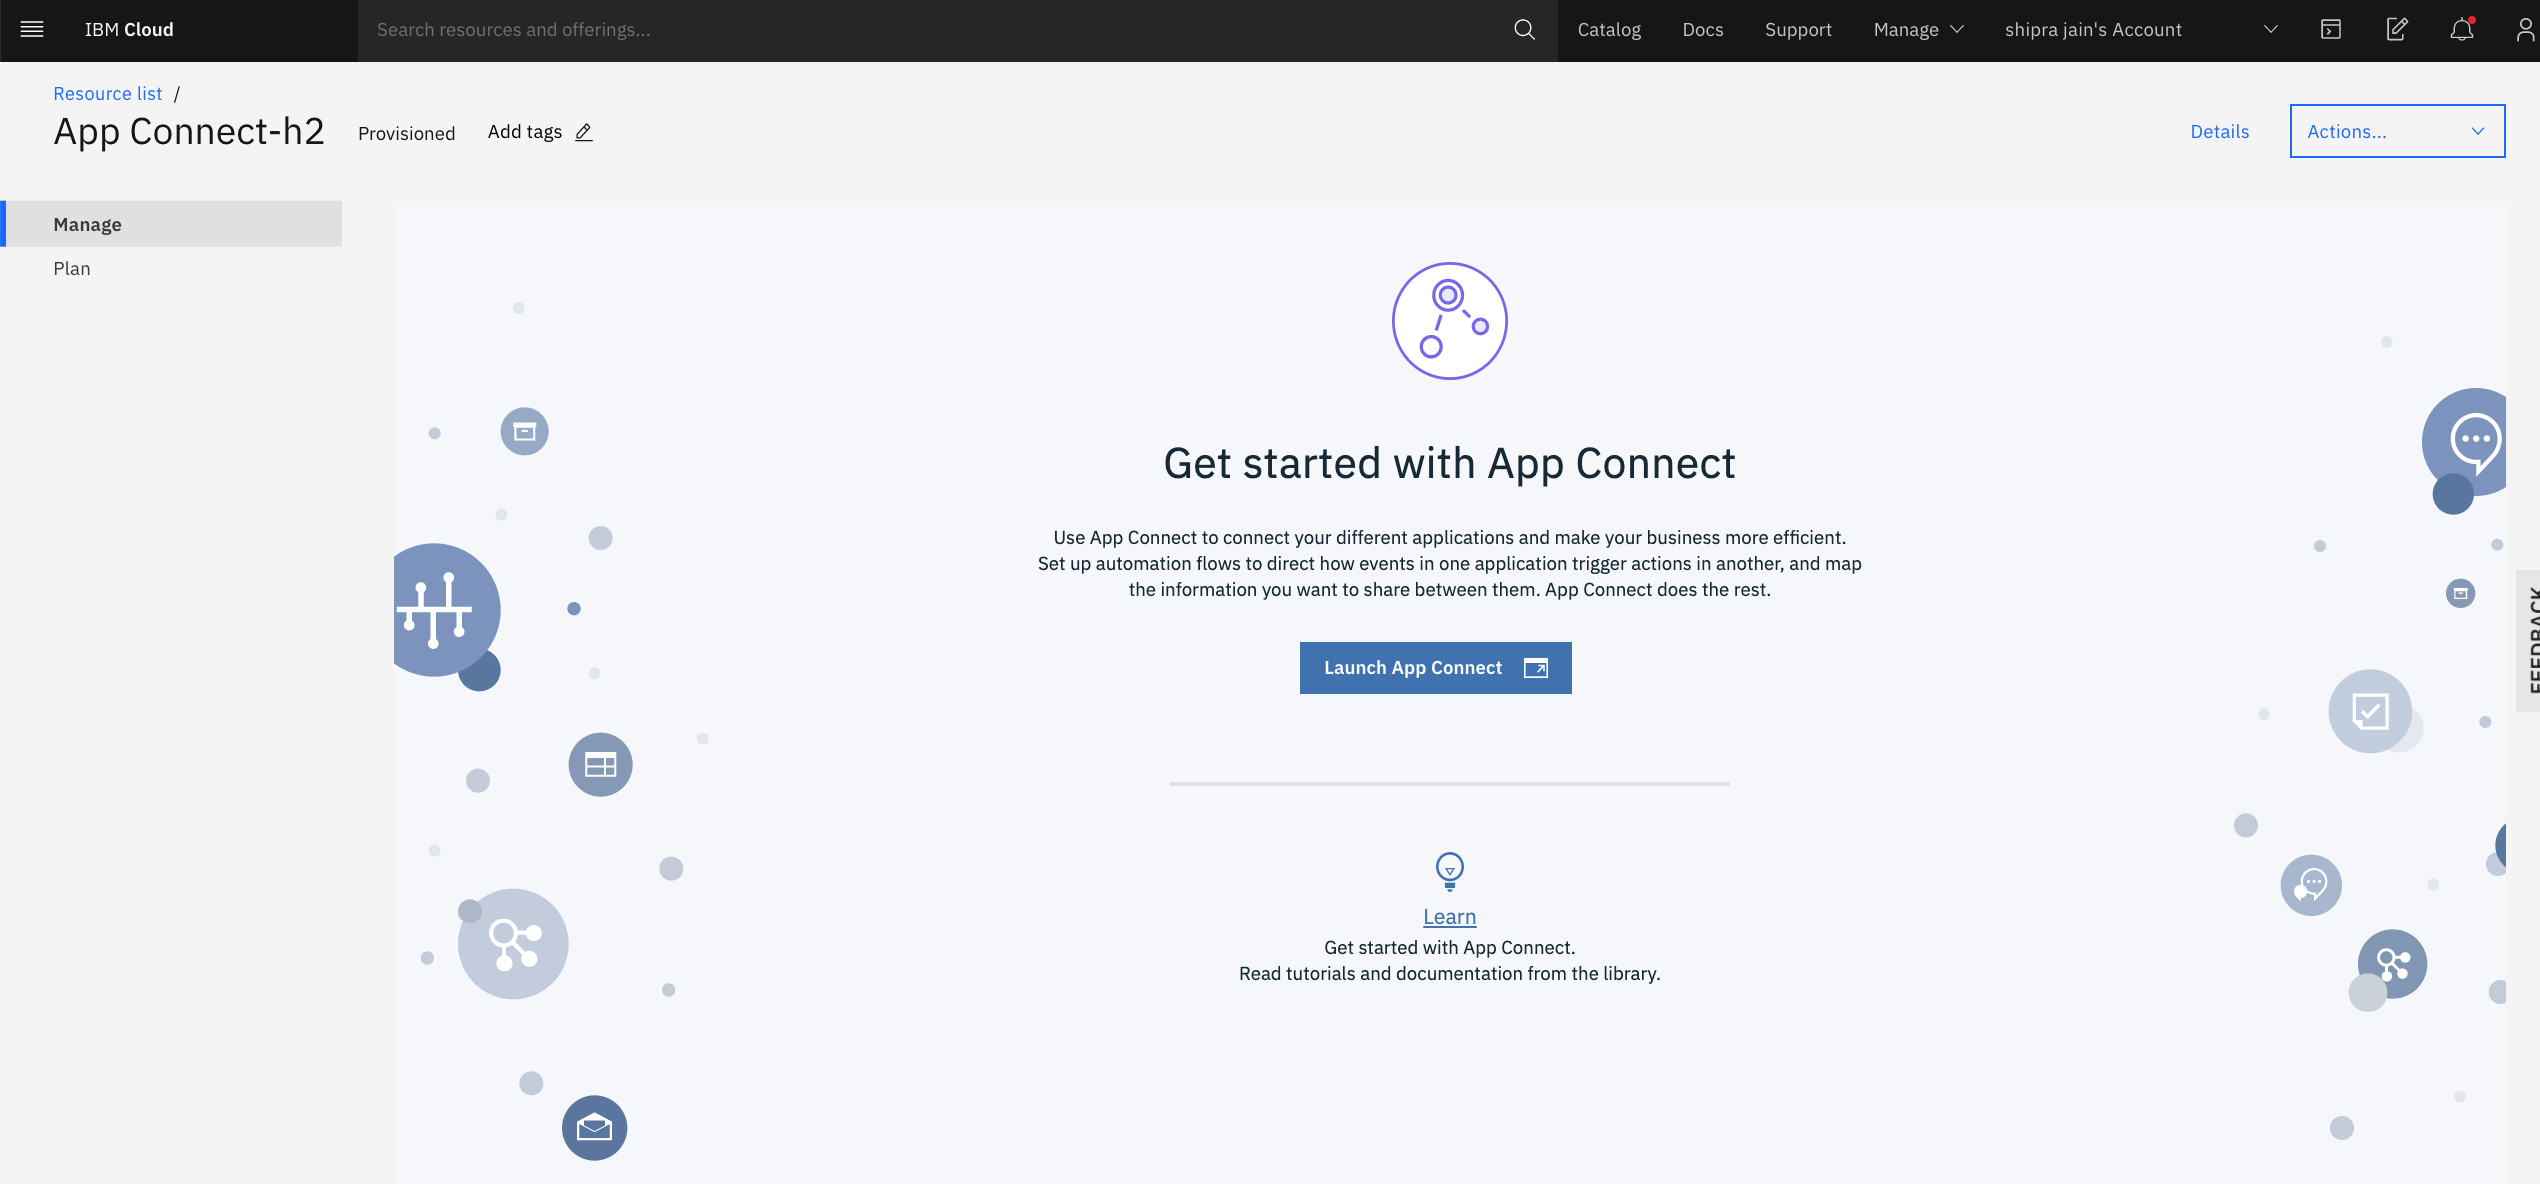 IBM Cloud
Search resources and offerings...
Catalog
Docs
Support
Manage
shipra jain's Account
Resource list /
App Connect-h2
Provisioned
Add tags
Details
Actions...
Manage
Plan
Get started with App Connect
Use App Connect to connect your different applications and make your business more efficient.
Set up automation flows to direct how events in one application trigger actions in another, and map
the information you want to share between them. App Connect does the rest.
Launch App Connect
FEEDBACK
Learn
Get started with App Connect.
Read tutorials and documentation from the library.